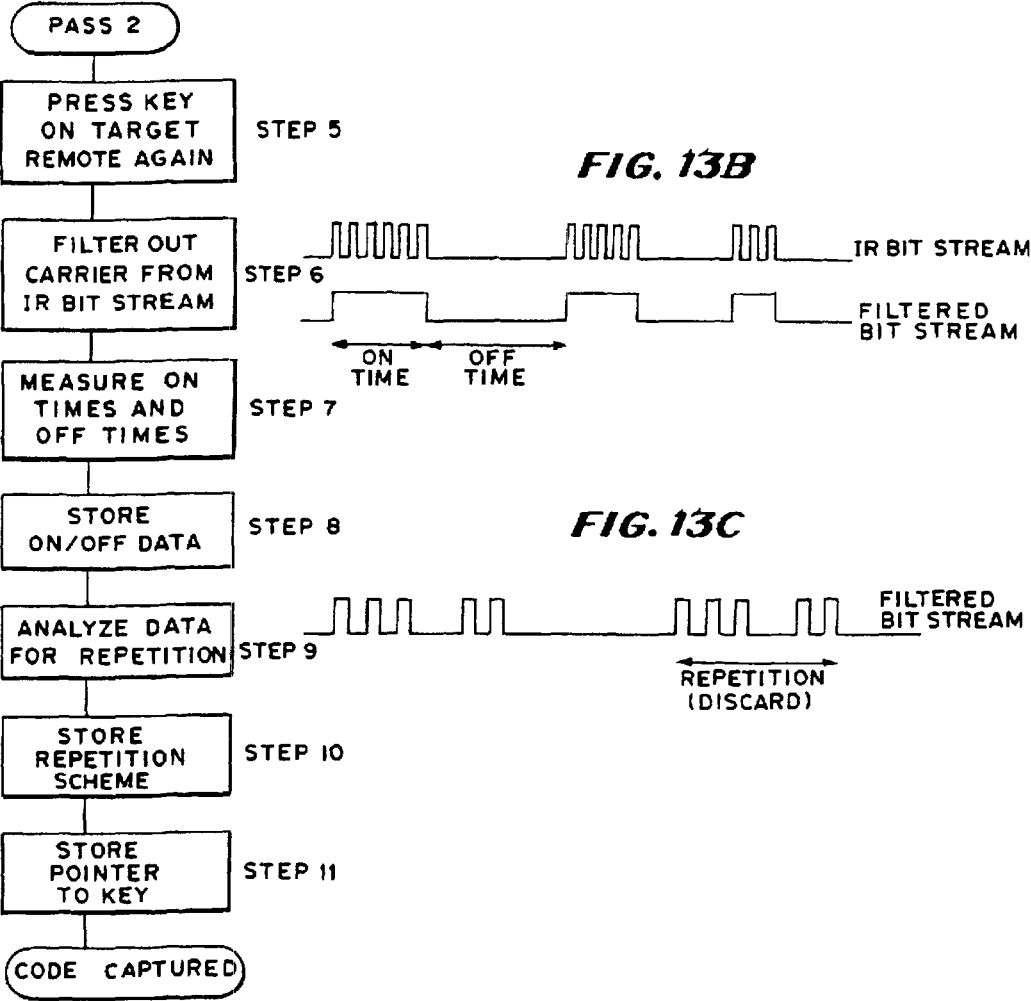 PASS 2
PRESS KEY
ON TARGET
REMOTE AGAIN
STEP 5
FIG. 13B
FILTER OUT
CARRIER FROM
IR BIT STREAM
STEP 6
IR BIT STREAM
FILTERED
BIT STREAM
ON
TIME
OFF
TIME
MEASURE ON
TIMES AND
OFF TIMES
STEP 7
STORE
ON/OFF DATA
STEP 8
FIG. 13C
ANALYZE DATA
FOR REPETITION
STEP 9
FILTERED
BIT STREAM
REPETITION
(DISCARD)
STORE
REPETITION
SCHEME
STEP 10
STORE
POINTER
TO KEY
STEP 11
CODE CAPTURED